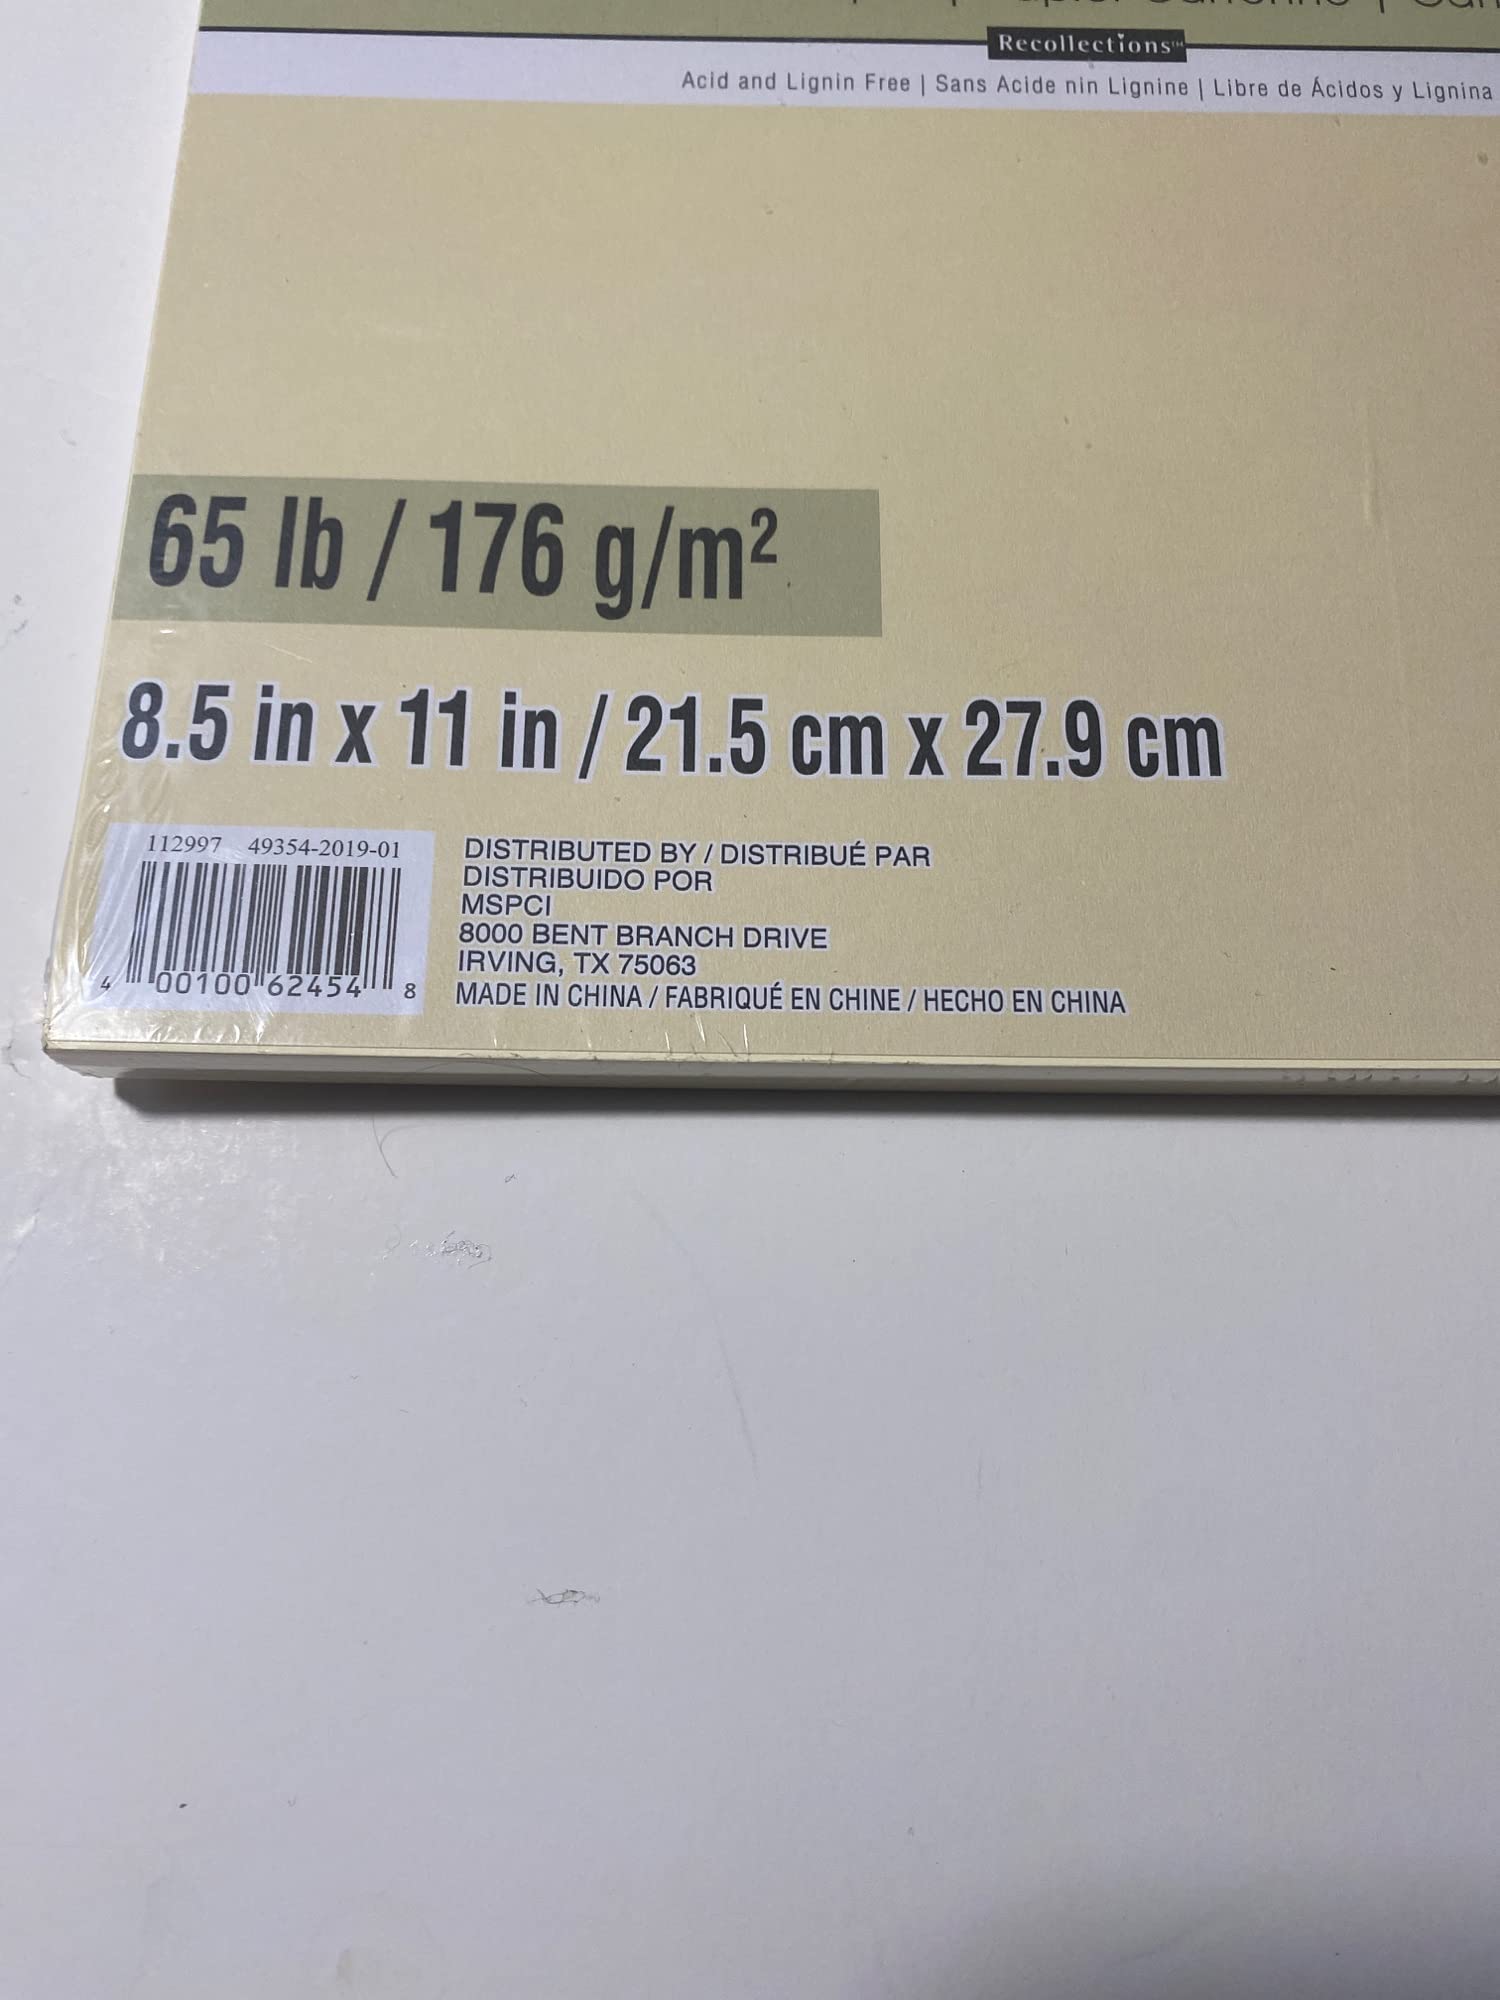 Recollections™
Acid and Lignin Free | Sans Acide nin Lignine | Libre de Ácidos y Lignina
65 lb / 176 g/m²
8.5 in x 11 in / 21.5 cm x 27.9 cm
112997 49354-2019-01
4 00100 62454 8
DISTRIBUTED BY / DISTRIBUÉ PAR
DISTRIBUIDO POR
MSPCI
8000 BENT BRANCH DRIVE
IRVING, TX 75063
MADE IN CHINA / FABRIQUÉ EN CHINE / HECHO EN CHINA